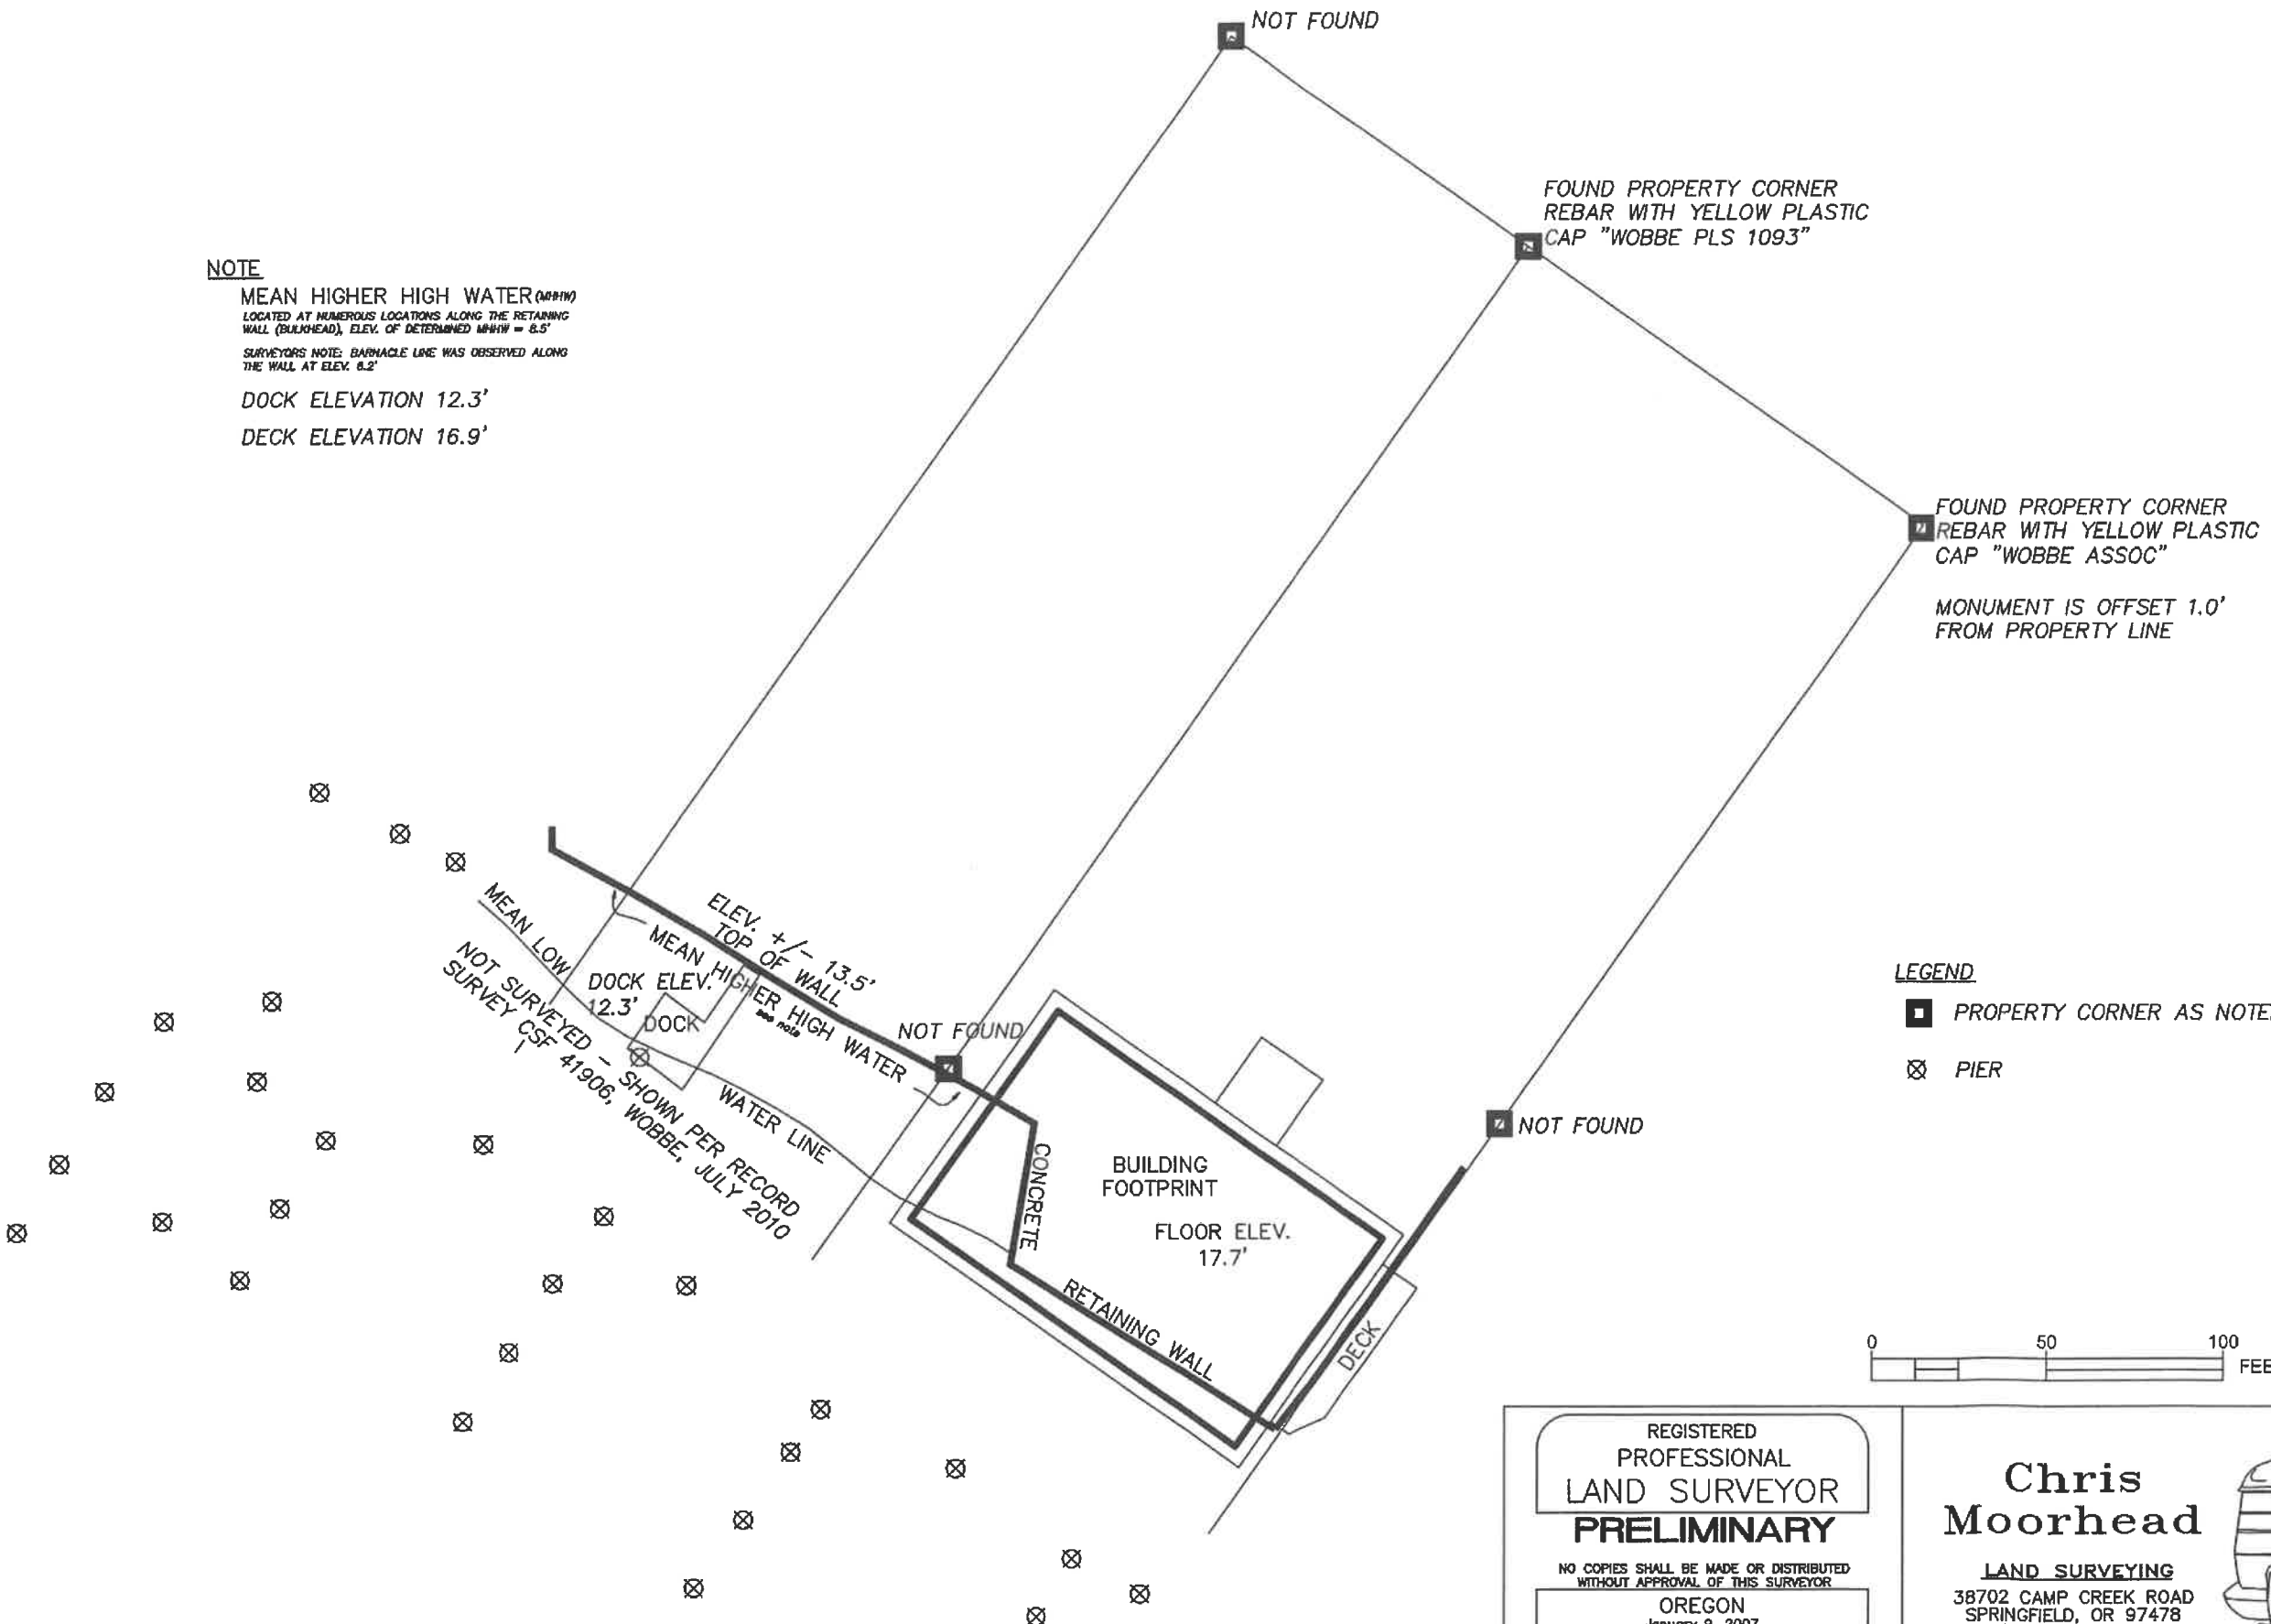 NOT FOUND
FOUND PROPERTY CORNER
REBAR WITH YELLOW PLASTIC
CAP "WOBBE PLS 1093"
NOTE
MEAN HIGHER HIGH WATER (MHHW)
LOCATED AT NUMEROUS LOCATIONS ALONG THE RETAINING
WALL (BULKHEAD), ELEV. OF DETERMINED MHHW = 8.5'
SURVEYORS NOTE: BARNACLE LINE WAS OBSERVED ALONG
THE WALL AT ELEV.
DOCK ELEVATION 12.3'
DECK ELEVATION 16.9'
FOUND PROPERTY CORNER
REBAR WITH YELLOW PLASTIC
CAP "WOBBE ASSOC"
MONUMENT IS OFFSET 1.0'
FROM PROPERTY LINE
ELEV. +/- 13.5'
TOP OF WALL
MEAN HIGHER HIGH WATER
see note
MEAN LOW
WATER LINE
NOT SURVEYED - SHOWN PER RECORD
SURVEY CSF 41906, WOBBE, JULY 2010
DOCK ELEV.
12.3'
DOCK
NOT FOUND
LEGEND
PROPERTY CORNER AS NOTE
PIER
NOT FOUND
CONCRETE
BUILDING
FOOTPRINT
FLOOR ELEV.
17.7'
RETAINING WALL
DECK
0 50 100
FEE
REGISTERED
PROFESSIONAL
LAND SURVEYOR
PRELIMINARY
NO COPIES SHALL BE MADE OR DISTRIBUTED
WITHOUT APPROVAL OF THIS SURVEYOR
OREGON
January 9, 2007
Chris
Moorhead
LAND SURVEYING
38702 CAMP CREEK ROAD
SPRINGFIELD, OR 97478